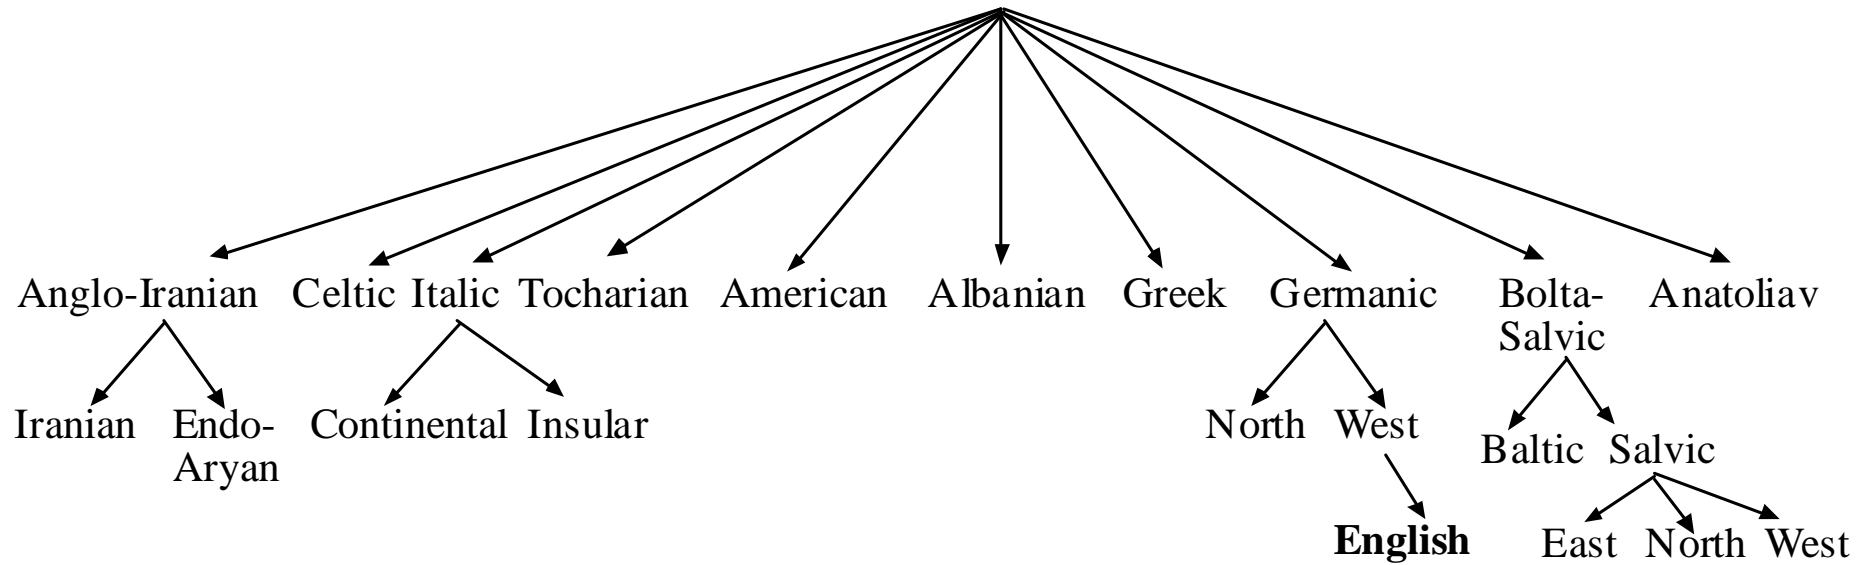 Anglo-Iranian Celtic Italic Tocharian American Albanian Greek Germanic Bolta- Anatoliav
Salvic
Iranian Endo- Continental Insular North West
Aryan
Baltic Salvic
English East North West